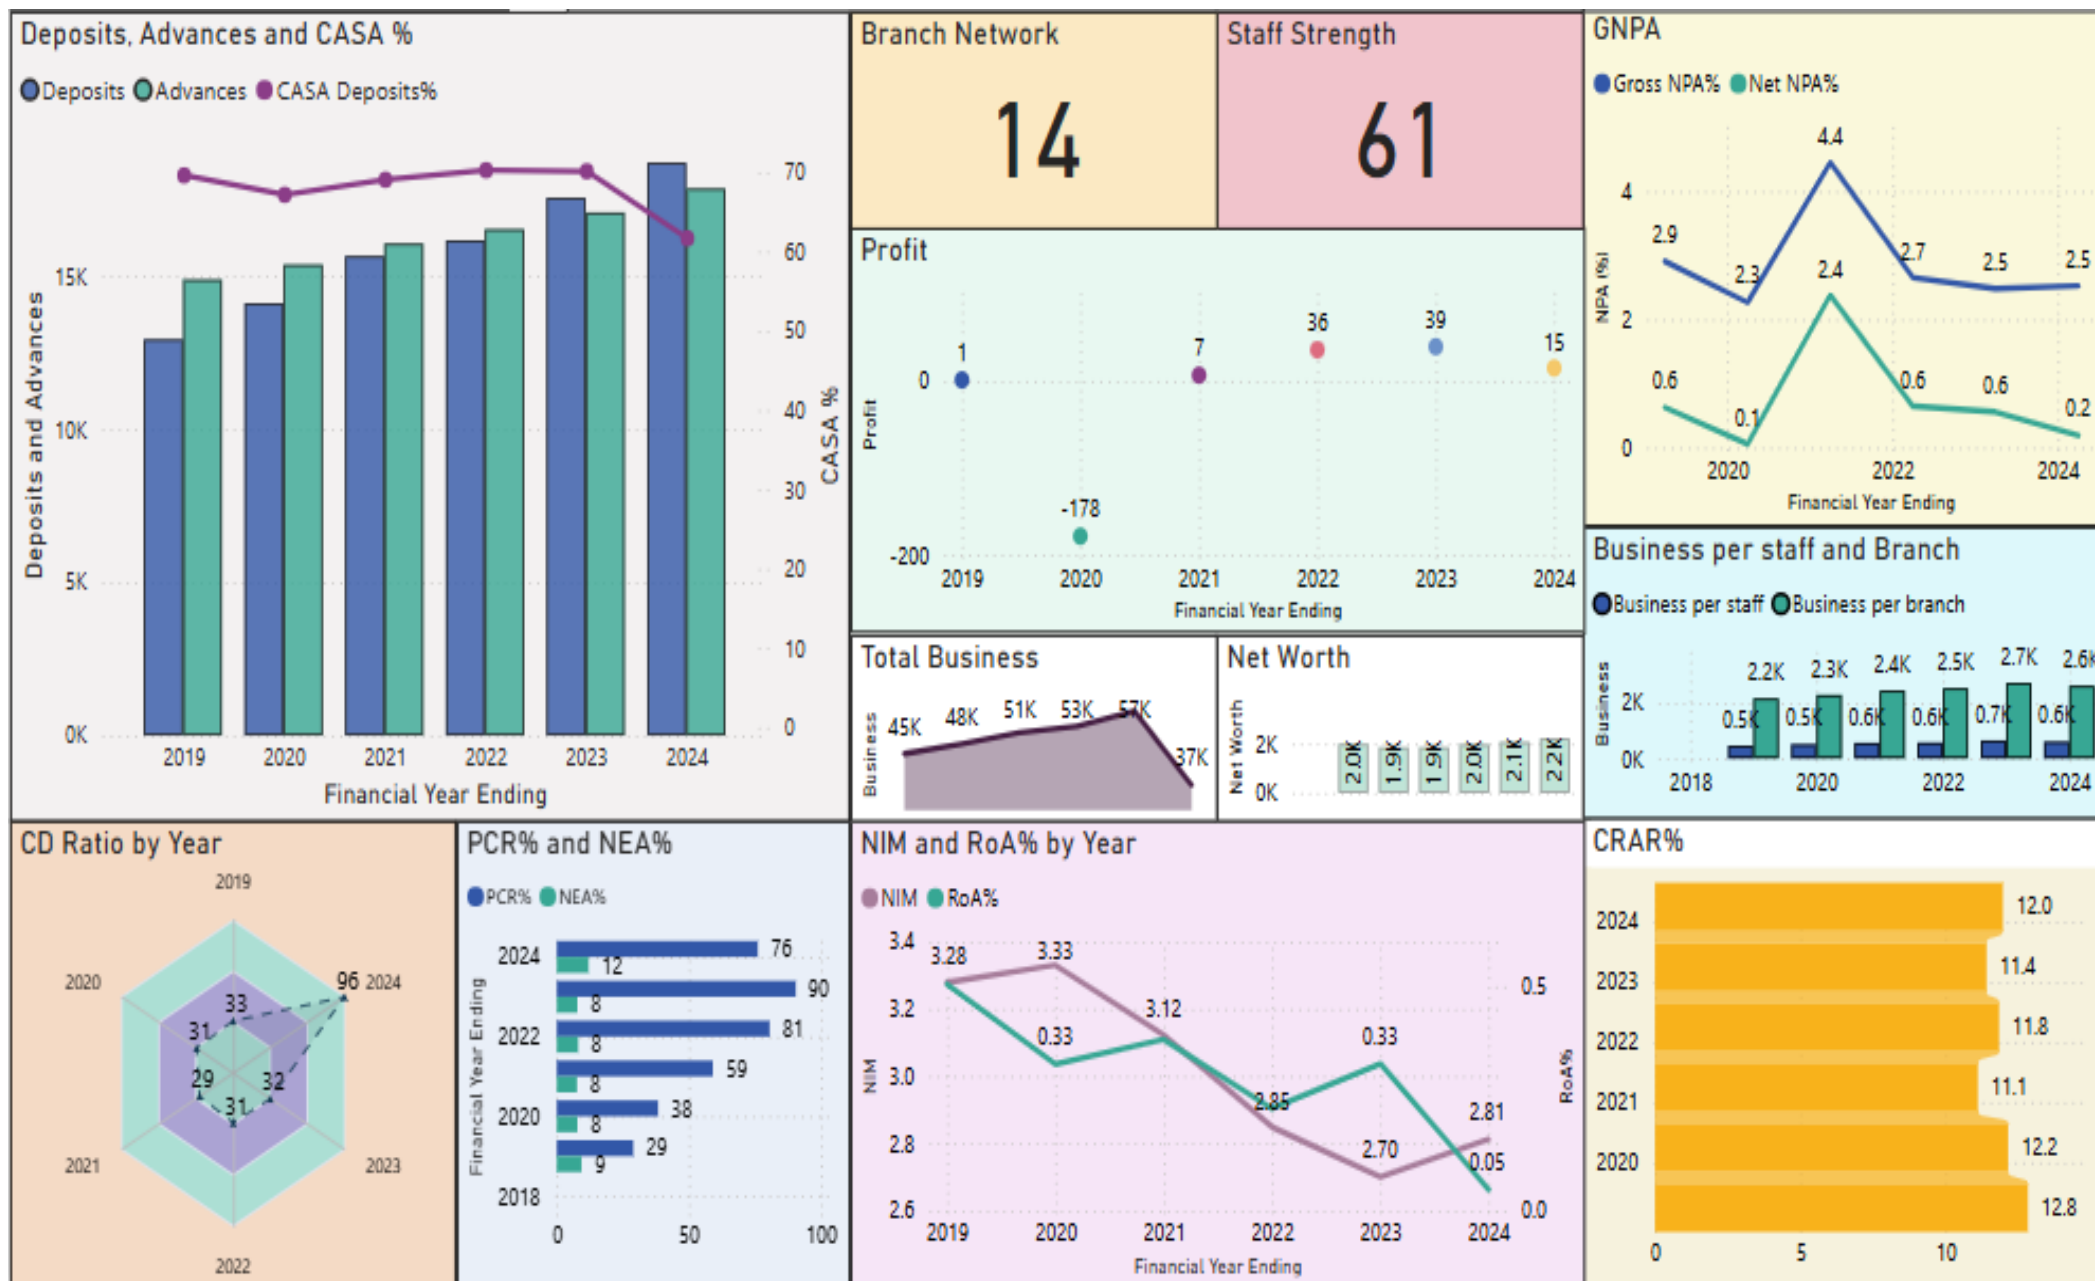 Deposits, Advances and CASA %
Deposits Advances CASA Deposits%
Deposits and Advances
15K
10K
5K
0K
70
60
50
40
30
20
10
0
CASA %
2019 2020 2021 2022 2023 2024
Financial Year Ending
Branch Network
14
Staff Strength
61
GNPA
Gross NPA% Net NPA%
NPA (%)
4
2
0
2.9 2.3 4.4 2.7 2.5 2.5
0.6 0.1 2.4 0.6 0.6 0.2
2020 2022 2024
Financial Year Ending
Profit
Profit
0
-200
1 -178 7 36 39 15
2019 2020 2021 2022 2023 2024
Financial Year Ending
Business per staff and Branch
Business per staff Business per branch
Business
2K
0K
2.2K 2.3K 2.4K 2.5K 2.7K 2.6K
0.5K 0.5K 0.6K 0.6K 0.7K 0.6K
2018 2020 2022 2024
Total Business
Business
45K 48K 51K 53K 57K 37K
Net Worth
Net Worth
2K
0K
2.0K 1.9K 1.9K 2.0K 2.1K 2.2K
CD Ratio by Year
2019
2020
96 2024
33
31
29
32
31
2021
2023
2022
PCR% and NEA%
PCR% NEA%
Financial Year Ending
2024
76
12
90
8
2022
81
8
59
8
2020
38
8
29
9
2018
0 50 100
NIM and RoA% by Year
NIM RoA%
NIM
3.4
3.2
3.0
2.8
2.6
3.28 3.33 3.12 2.85 2.70 2.81
0.33 0.33 0.05
0.5
0.0
RoA%
2019 2020 2021 2022 2023 2024
Financial Year Ending
CRAR%
2024 12.0
2023 11.4
2022 11.8
2021 11.1
2020 12.2
12.8
0 5 10